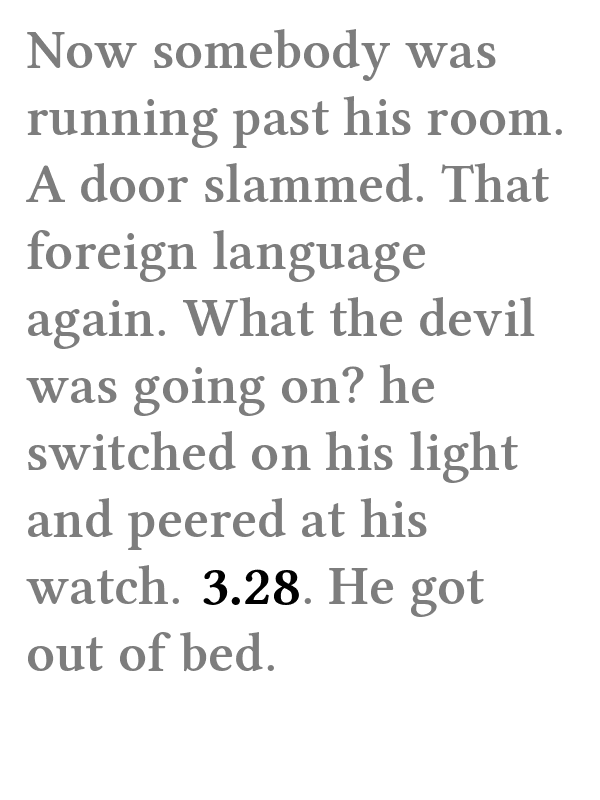 Now somebody was
running past his room.
A door slammed. That
foreign language
again. What the devil
was going on? he
switched on his light
and peered at his
watch. 3.28. He got
out of bed.